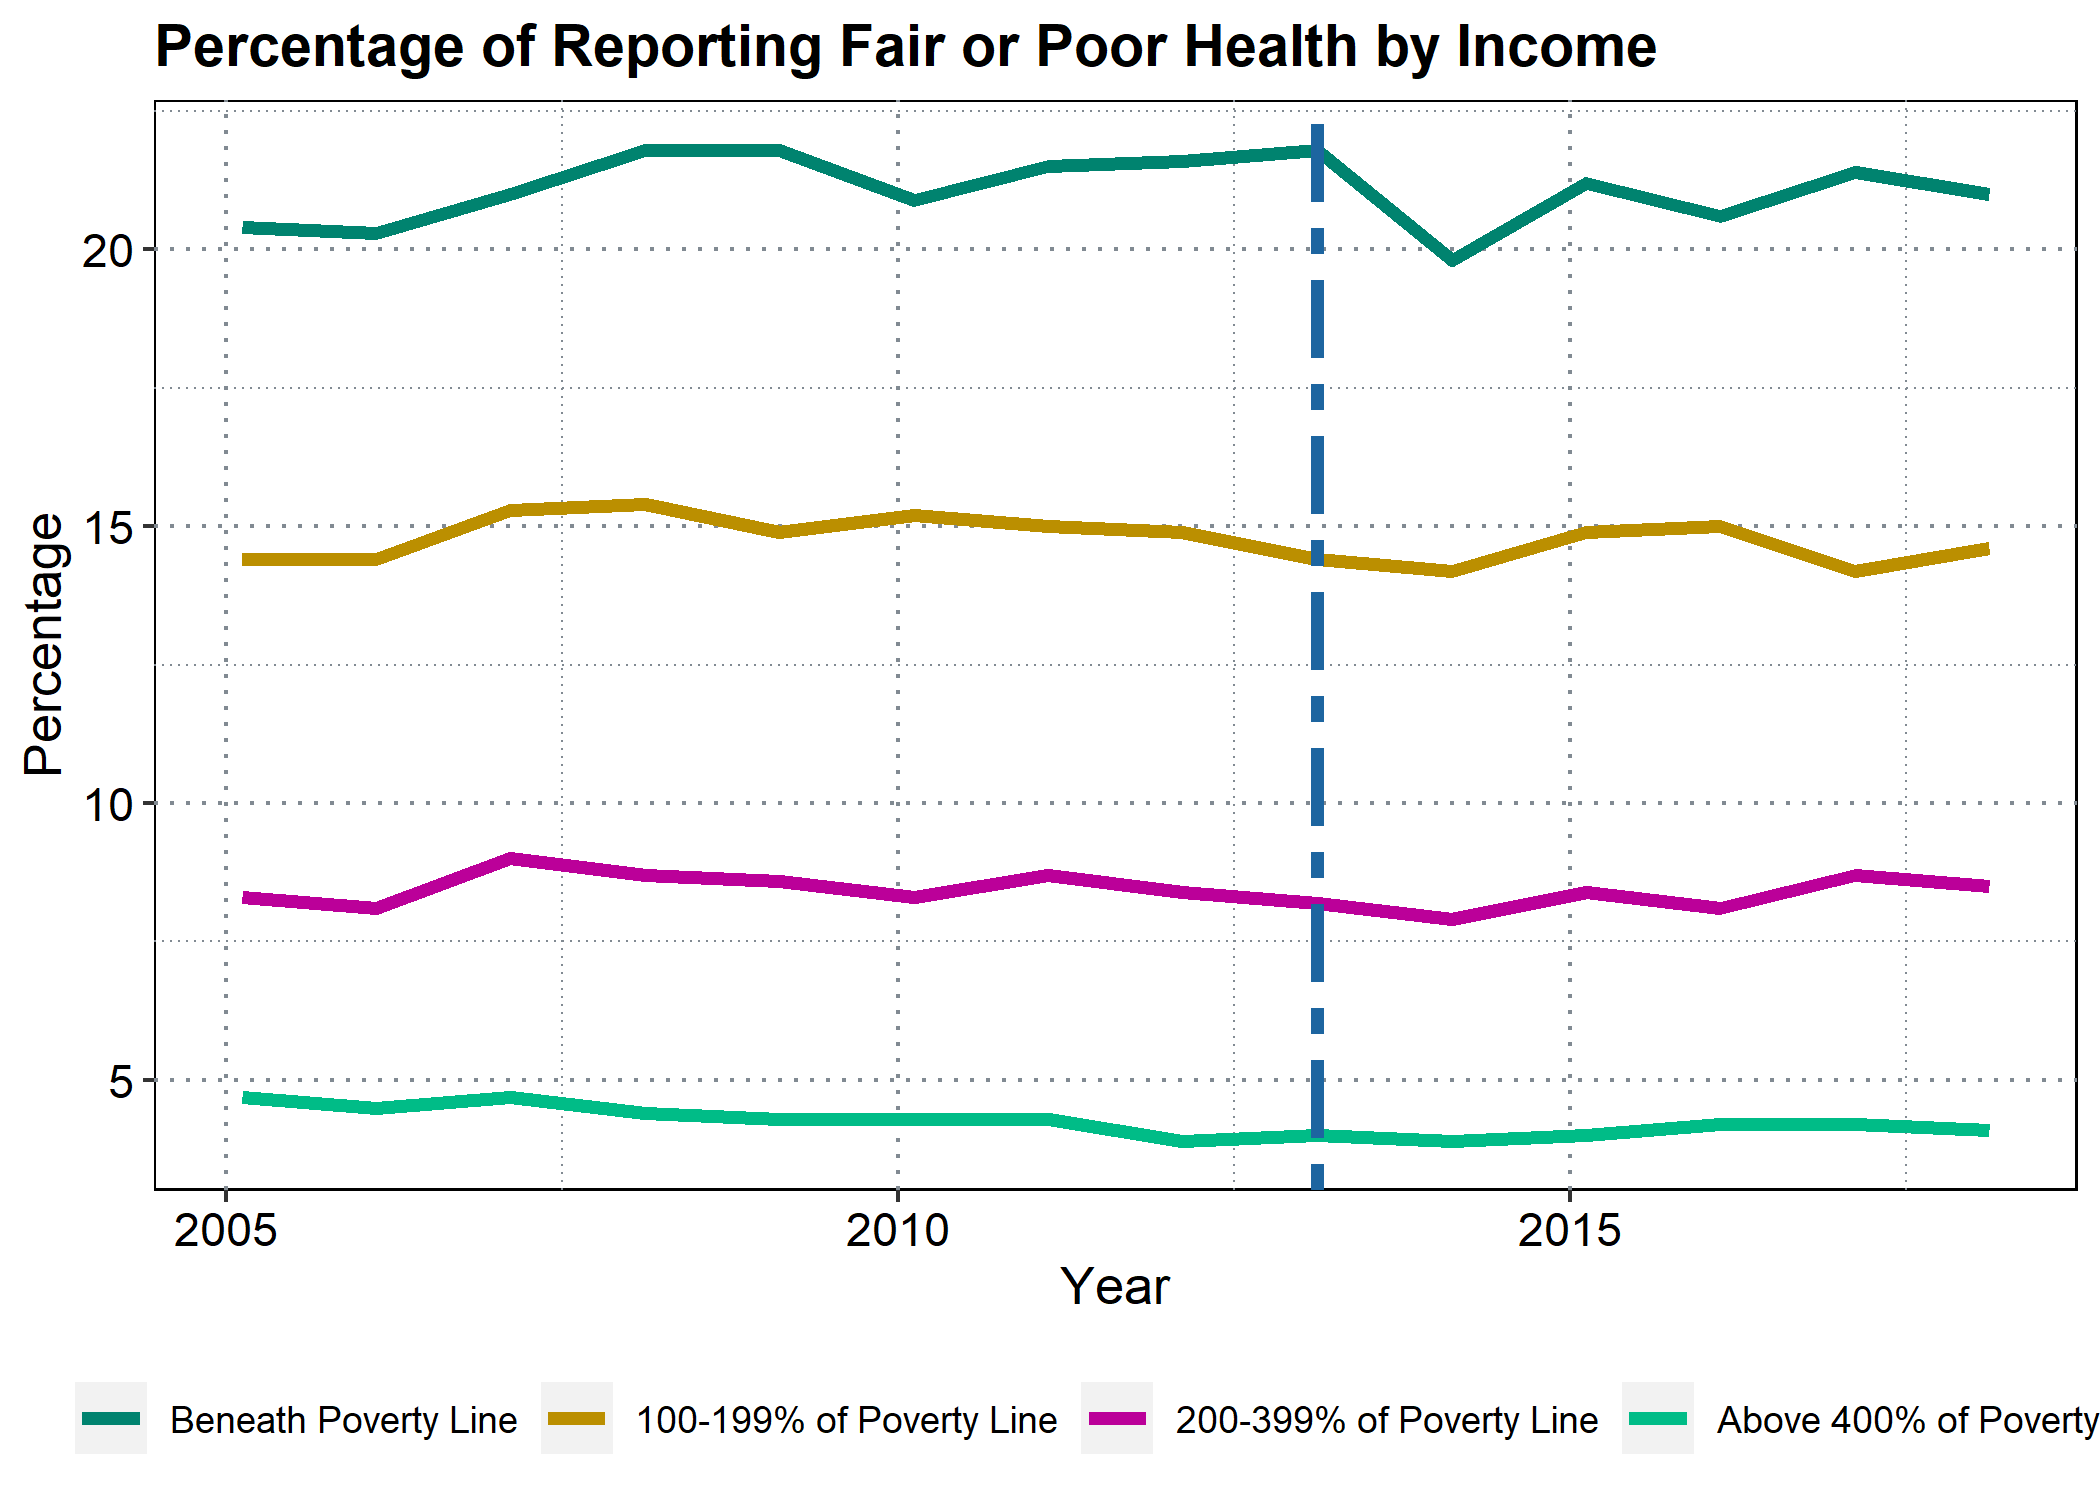 Percentage of Reporting Fair or Poor Health by Income
Percentage
20
15
10
5
2005 2010 2015
Year
Beneath Poverty Line 100-199% of Poverty Line 200-399% of Poverty Line Above 400% of Poverty